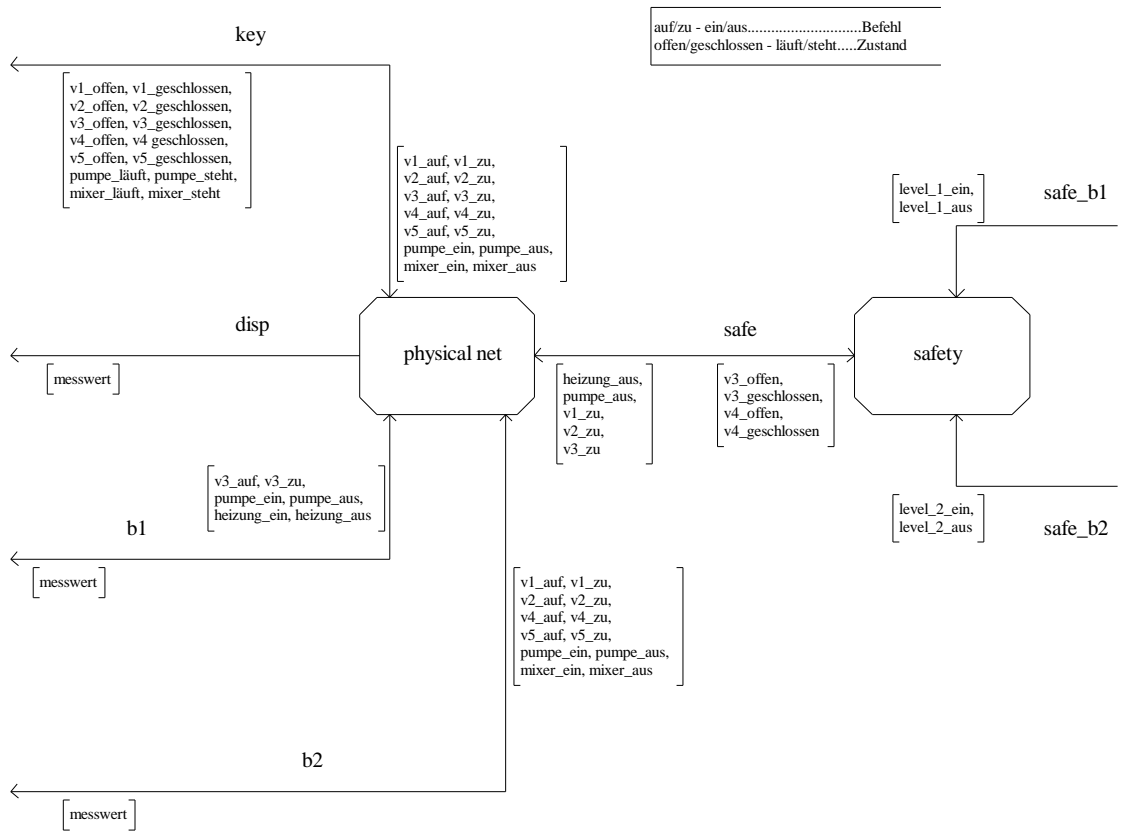 auf/zu - ein/aus.............................Befehl
offen/geschlossen - läuft/steht.....Zustand
key
v1_offen, v1_geschlossen,
v2_offen, v2_geschlossen,
v3_offen, v3_geschlossen,
v4_offen, v4 geschlossen,
v5_offen, v5_geschlossen,
pumpe_läuft, pumpe_steht,
mixer_läuft, mixer_steht
v1_auf, v1_zu,
v2_auf, v2_zu,
v3_auf, v3_zu,
v4_auf, v4_zu,
v5_auf, v5_zu,
pumpe_ein, pumpe_aus,
mixer_ein, mixer_aus
level_1_ein,
level_1_aus
safe_b1
disp
messwert
physical net
safe
heizung_aus,
pumpe_aus,
v1_zu,
v2_zu,
v3_zu
v3_offen,
v3_geschlossen,
v4_offen,
v4_geschlossen
safety
v3_auf, v3_zu,
pumpe_ein, pumpe_aus,
heizung_ein, heizung_aus
b1
messwert
level_2_ein,
level_2_aus
safe_b2
v1_auf, v1_zu,
v2_auf, v2_zu,
v4_auf, v4_zu,
v5_auf, v5_zu,
pumpe_ein, pumpe_aus,
mixer_ein, mixer_aus
b2
messwert